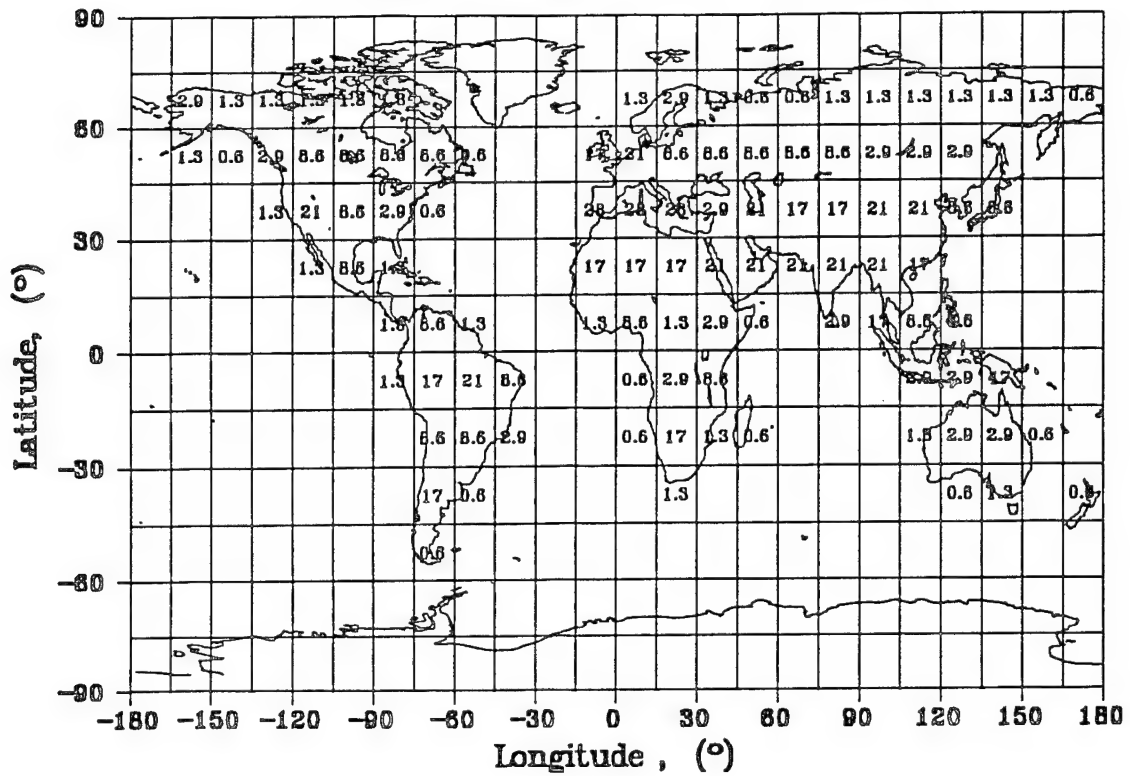 90
2.9 1.3 1.3 1.3 1.3 2.9 1.3 0.6 0.6 1.3 1.3 1.3 1.3 1.3 1.3 0.6
60
1.3 0.6 2.9 8.6 8.6 8.6 8.6 21 8.6 8.6 8.6 8.6 8.6 2.9 2.9 2.9
1.3 21 8.6 2.9 0.6 28 28 28 2.9 21 17 17 21 21 8.6
30
1.3 8.6 17 17 17 21 21 21 21 17
8.6 1.3 1.3 8.6 1.3 2.9 0.6 2.9 8.6
0
1.3 17 21 8.6 0.6 2.9 8.6 2.9 17
8.6 8.6 2.9 0.6 17 1.3 0.6 1.3 2.9 2.9 0.6
-30
17 0.6 1.3 0.6 1.3
0.6
-60
-90
-180 -150 -120 -90 -60 -30 0 30 60 90 120 150 180
Latitude, (°)
Longitude , (°)